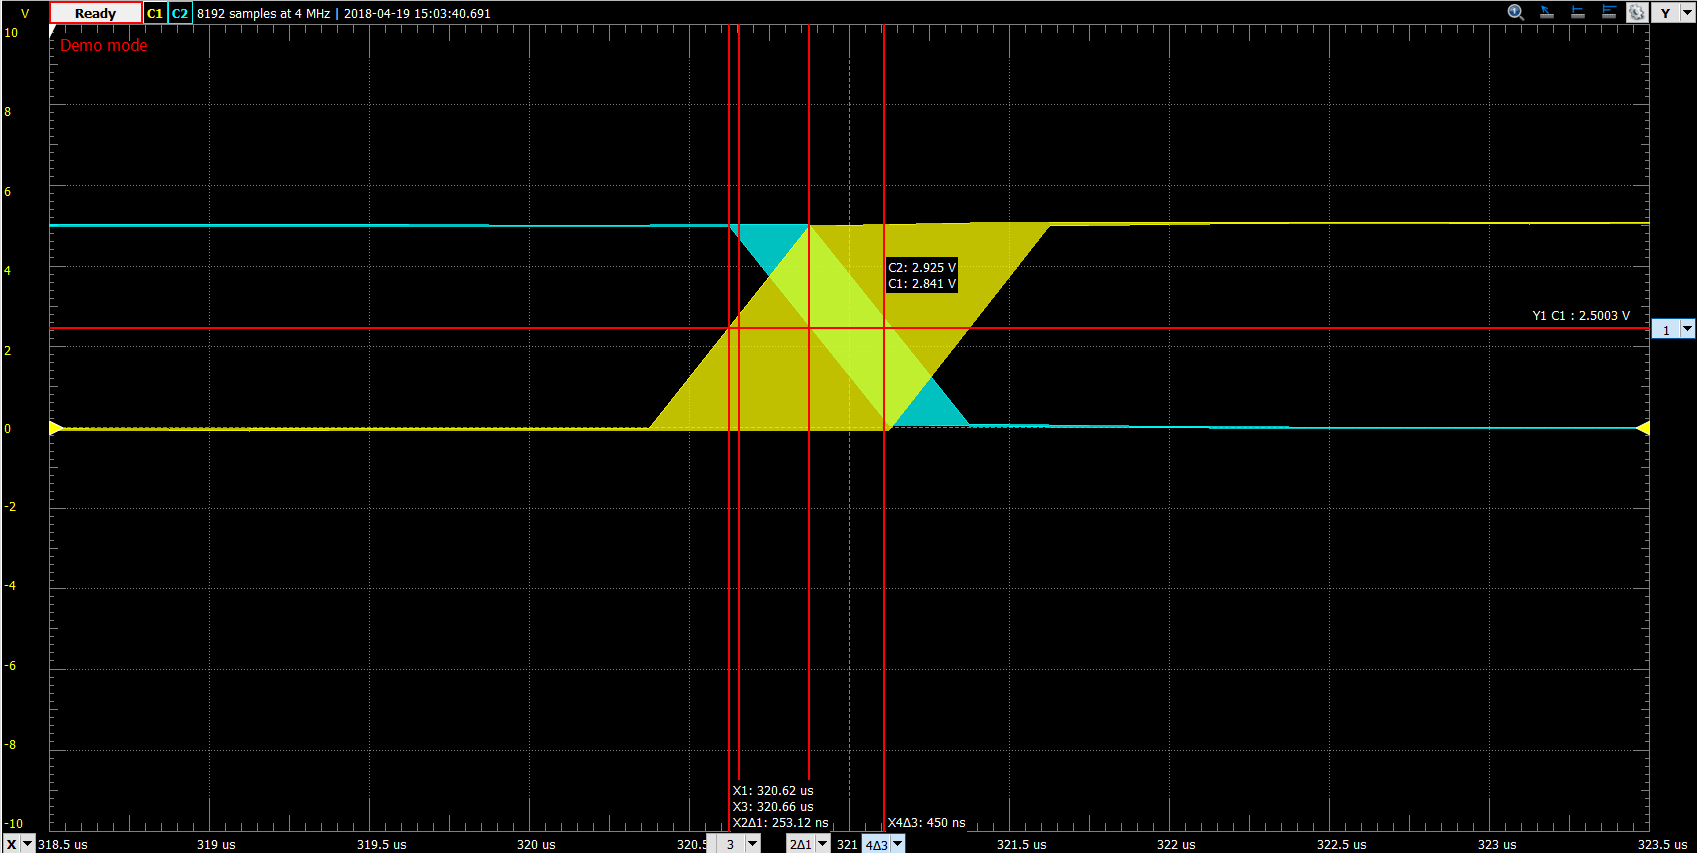 V Ready C1 C2 8192 samples at 4 MHz | 2018-04-19 15:03:40.691 Y
10
Demo mode
8
6
4
C2: 2.925 V
C1: 2.841 V
Y1 C1 : 2.5003 V
1
2
0
-2
-4
-6
-8
X1: 320.62 us
X3: 320.66 us
X2Δ1: 253.12 ns X4Δ3: 450 ns
-10
X 318.5 us 319 us 319.5 us 320 us 320.5 3 2Δ1 321 4Δ3 321.5 us 322 us 322.5 us 323 us 323.5 us